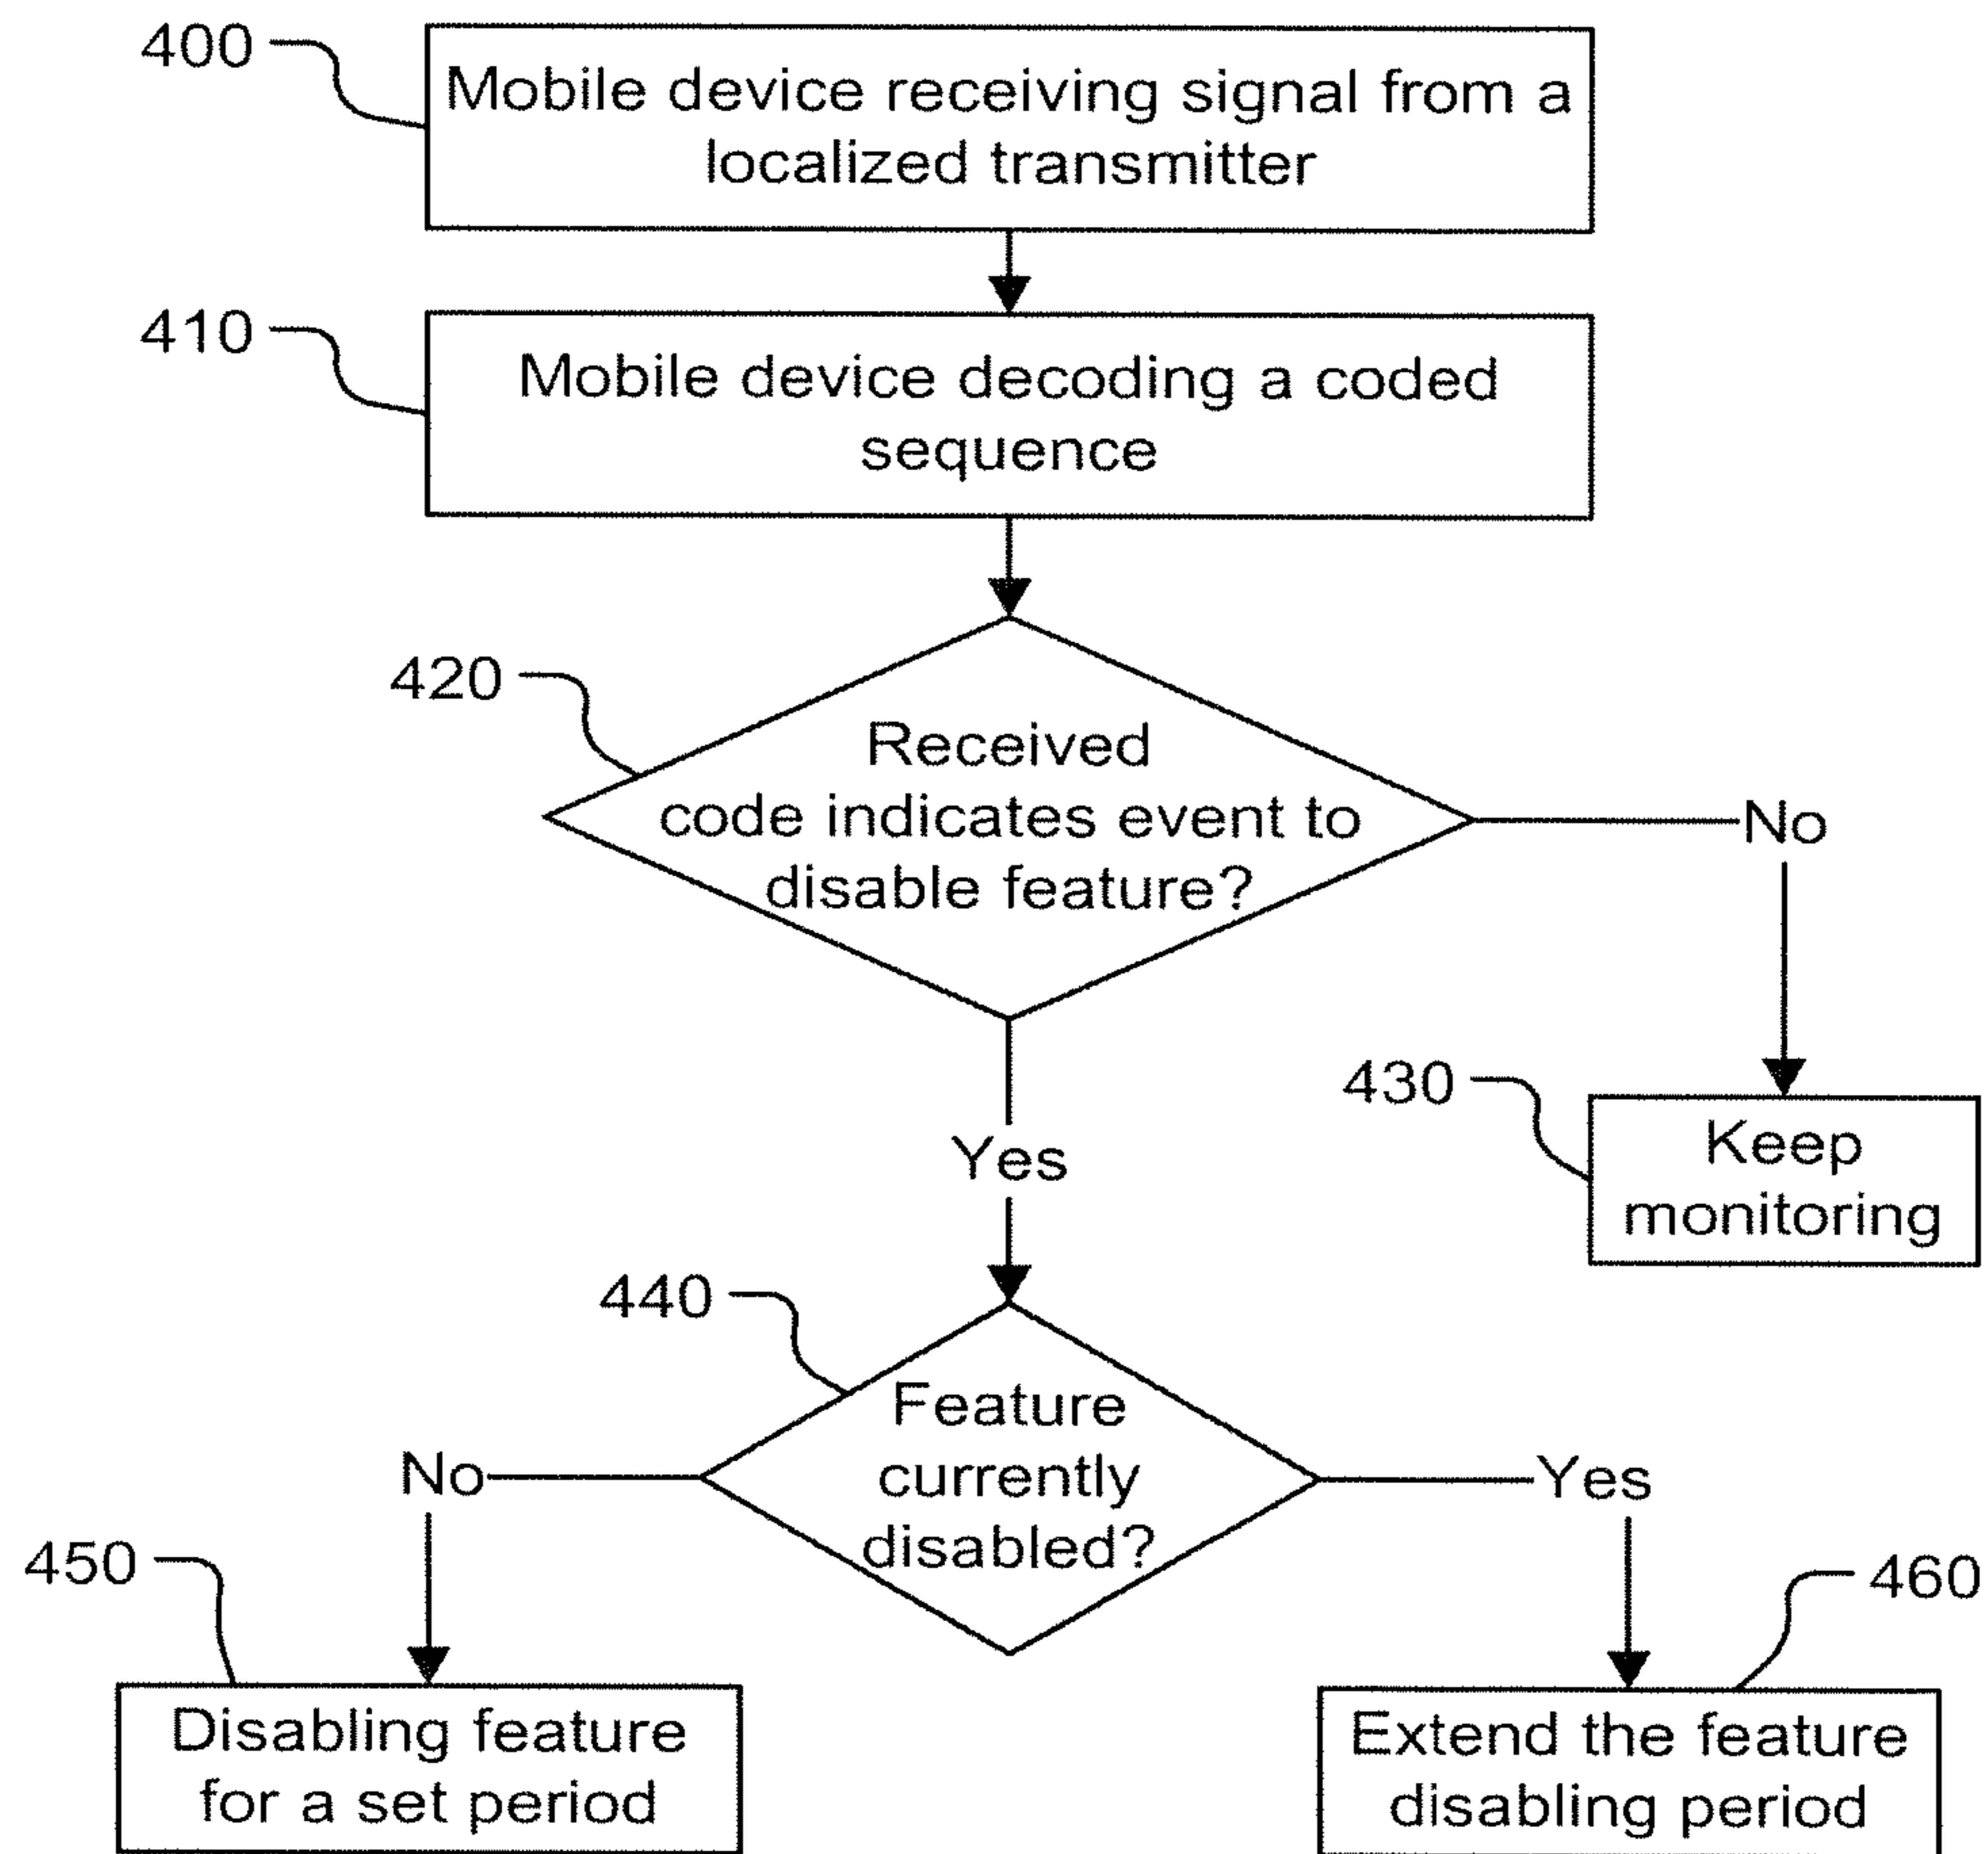 400
Mobile device receiving signal from a
localized transmitter
410
Mobile device decoding a coded
sequence
420
Received
code indicates event to
disable feature?
No
Yes
430
Keep
monitoring
440
Feature
currently
disabled?
No
Yes
450
Disabling feature
for a set period
460
Extend the feature
disabling period